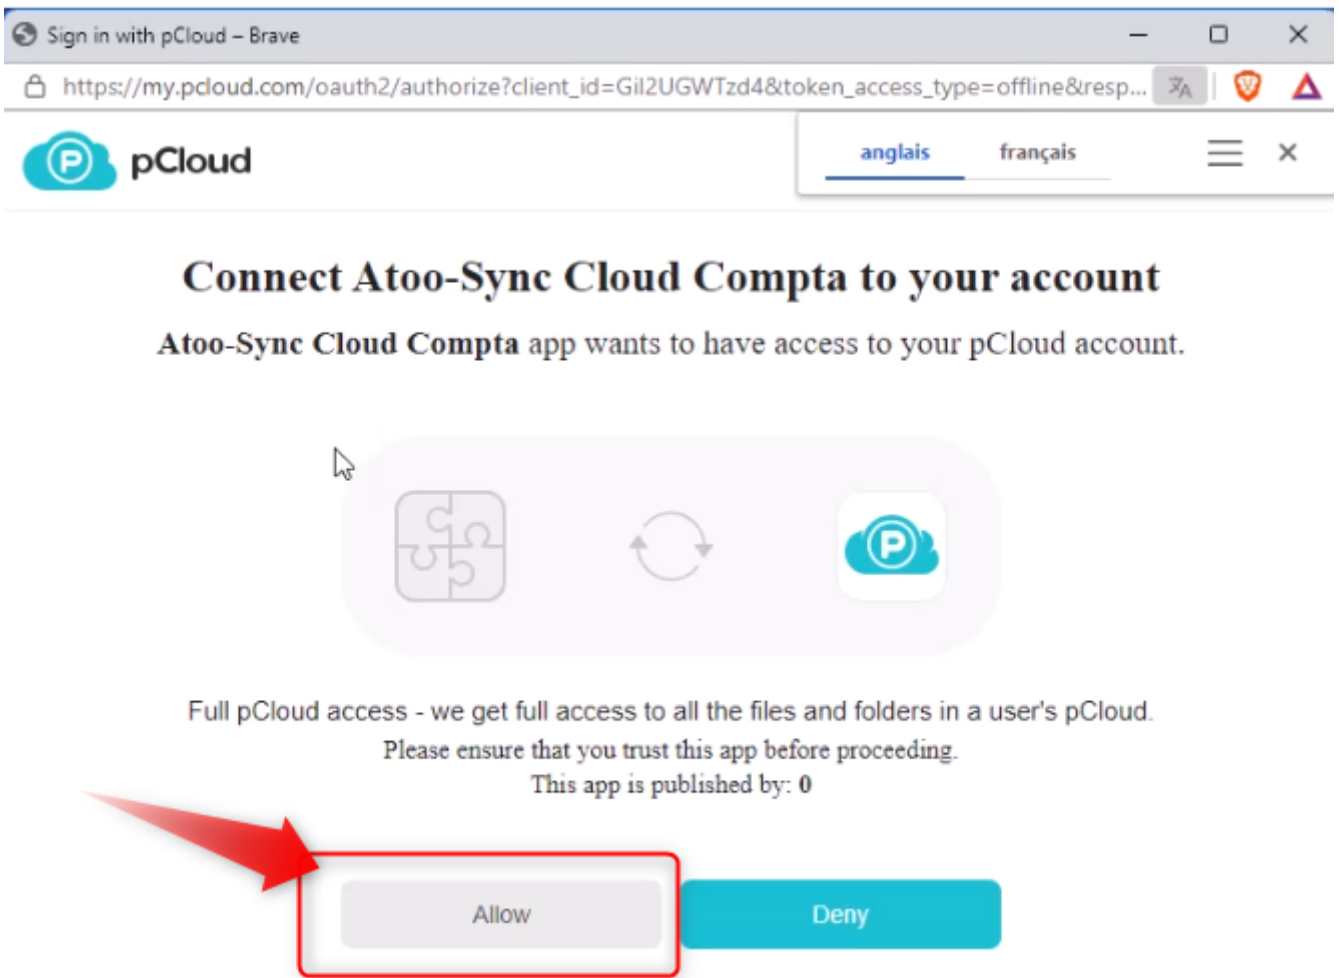 Sign in with pCloud – Brave
https://my.pcloud.com/oauth2/authorize?client_id=Gil2UGWTzd4&token_access_type=offline&resp...
pCloud
anglais français
Connect Atoo-Sync Cloud Compta to your account
Atoo-Sync Cloud Compta app wants to have access to your pCloud account.
Full pCloud access - we get full access to all the files and folders in a user's pCloud.
Please ensure that you trust this app before proceeding.
This app is published by: 0
Allow Deny